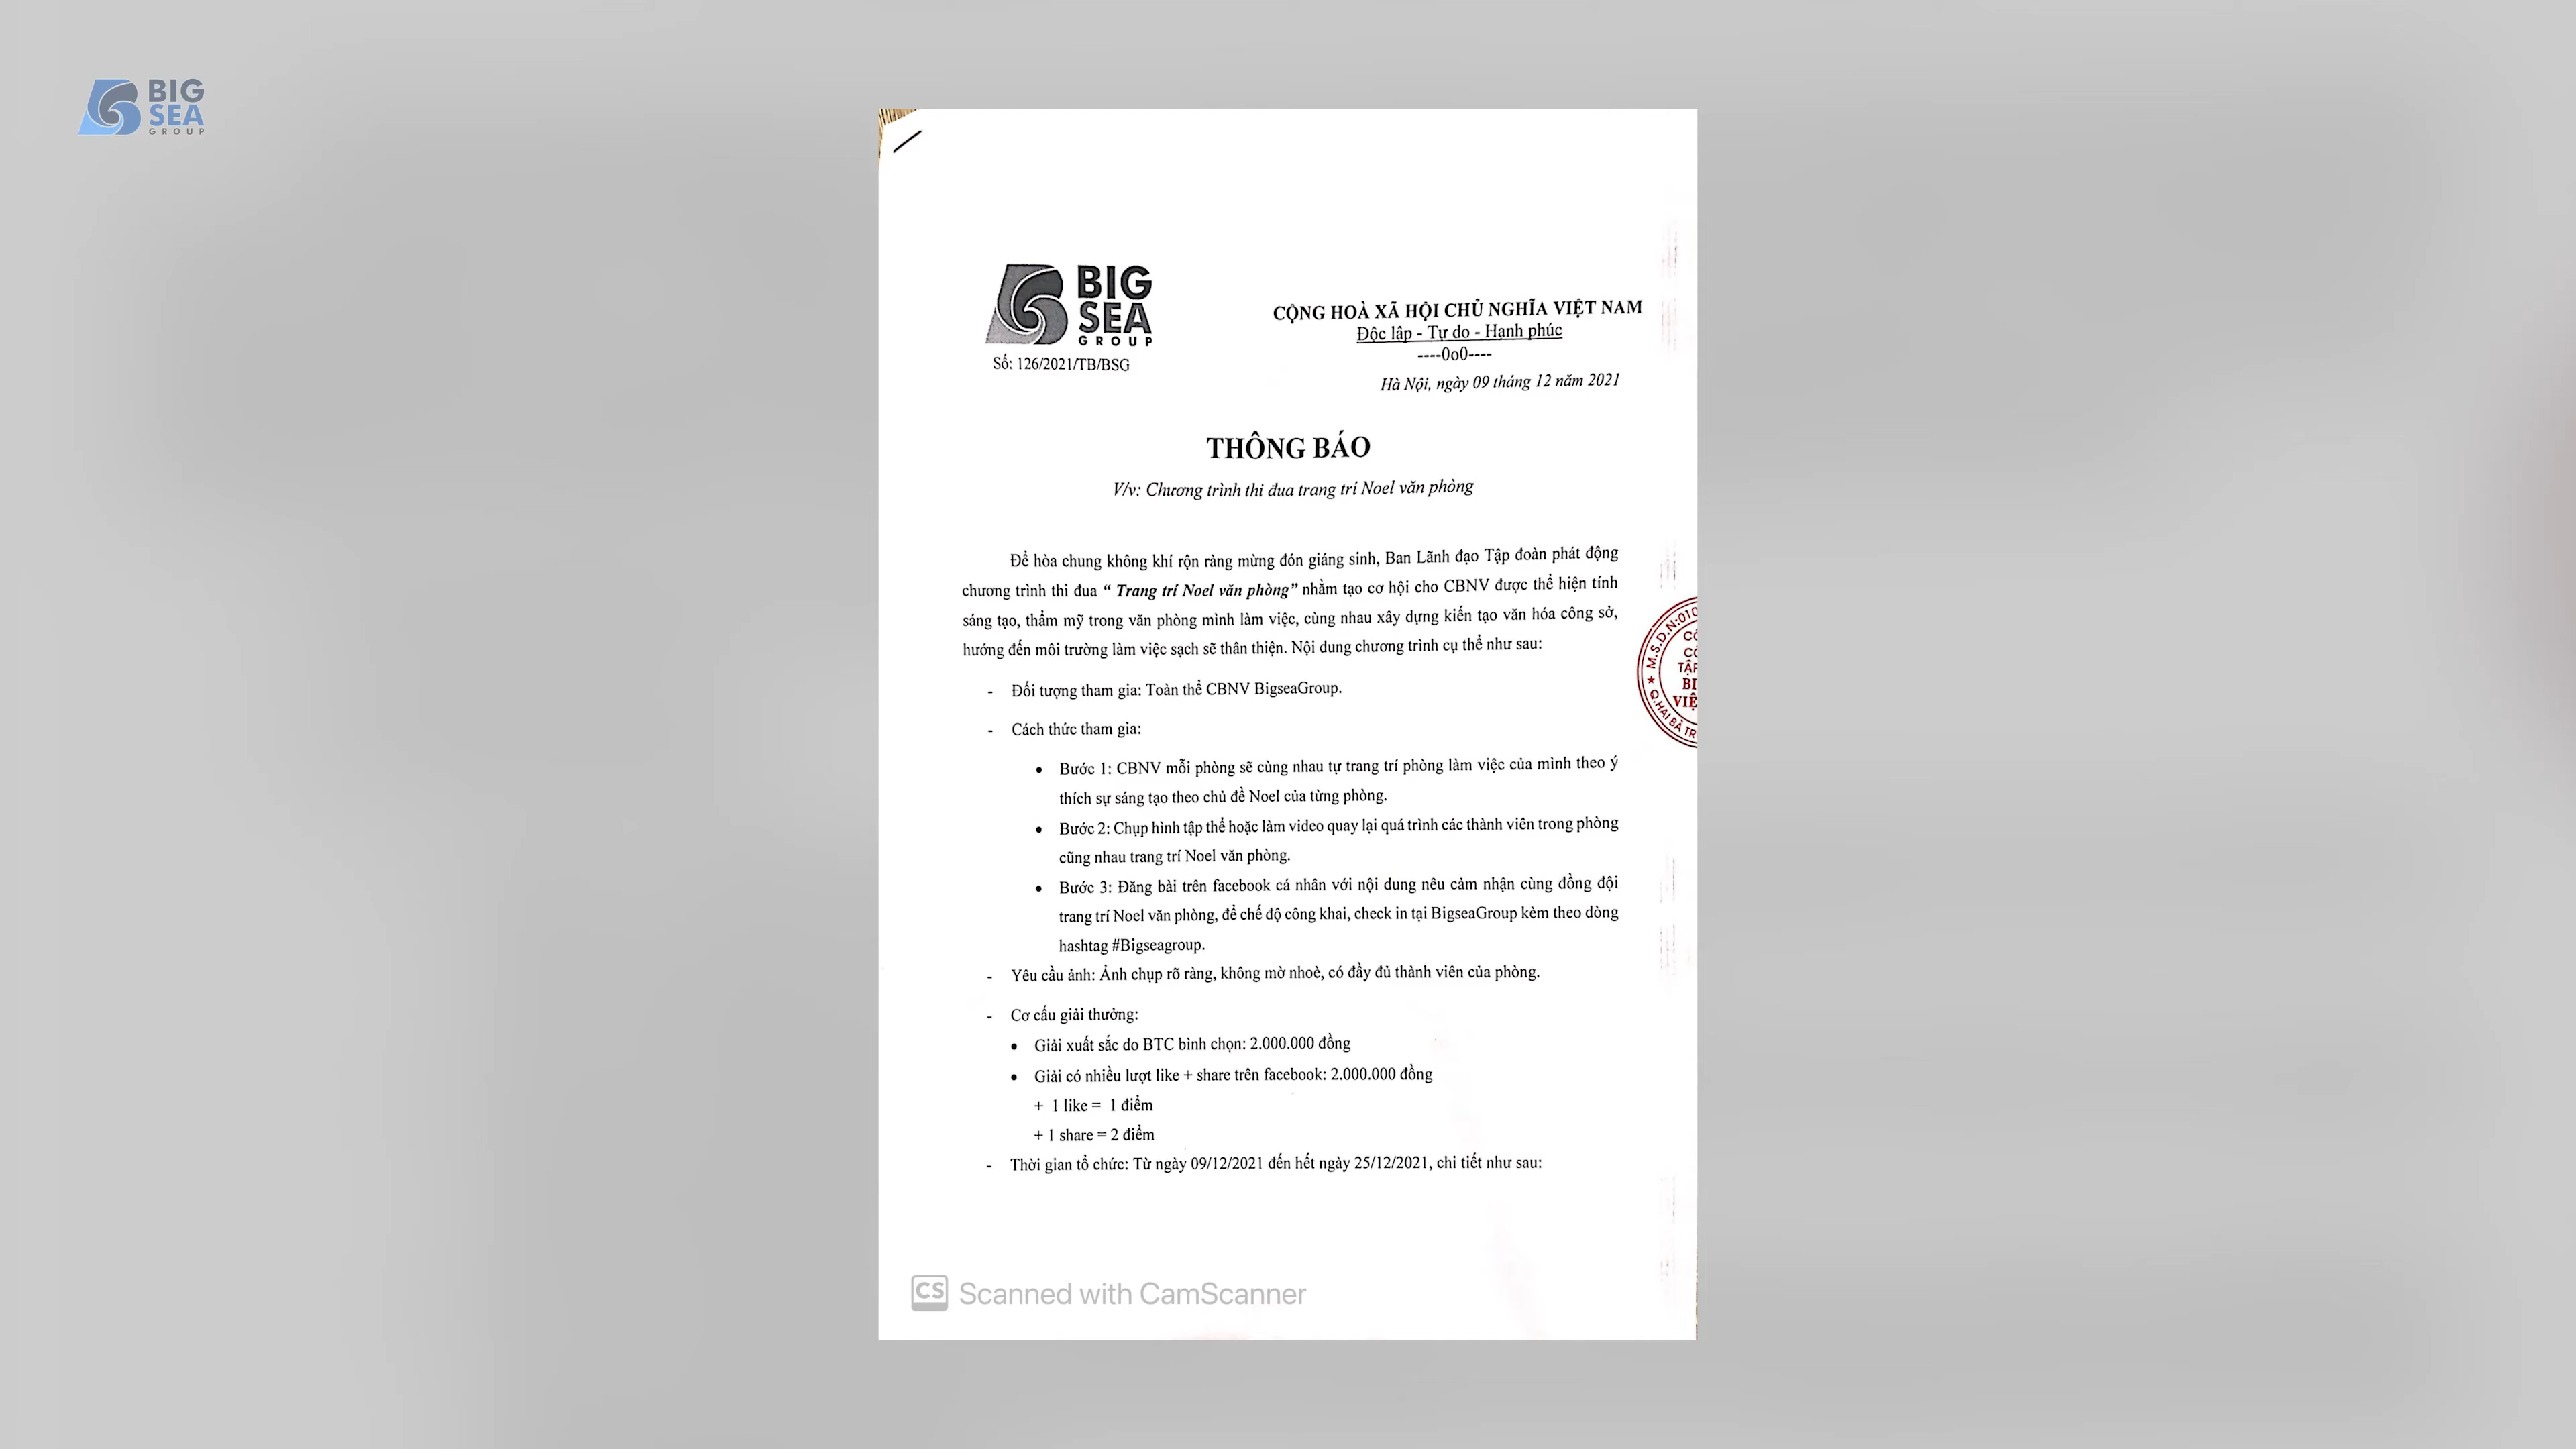 BIG
SEA
GROUP
BIG
SEA
GROUP
Số: 126/2021/TB/BSG
CỘNG HOÀ XÃ HỘI CHỦ NGHĨA VIỆT NAM
Độc lập - Tự do - Hạnh phúc
----0o0----
Hà Nội, ngày 09 tháng 12 năm 2021
THÔNG BÁO
V/v: Chương trình thi đua trang trí Noel văn phòng
Để hòa chung không khí rộn ràng mừng đón giáng sinh, Ban Lãnh đạo Tập đoàn phát động
chương trình thi đua “ Trang trí Noel văn phòng” nhằm tạo cơ hội cho CBNV được thể hiện tính
sáng tạo, thẩm mỹ trong văn phòng mình làm việc, cùng nhau xây dựng kiến tạo văn hóa công sở,
hướng đến môi trường làm việc sạch sẽ thân thiện. Nội dung chương trình cụ thể như sau:
- Đối tượng tham gia: Toàn thể CBNV BigseaGroup.
- Cách thức tham gia:
• Bước 1: CBNV mỗi phòng sẽ cùng nhau tự trang trí phòng làm việc của mình theo ý
thích sự sáng tạo theo chủ đề Noel của từng phòng.
• Bước 2: Chụp hình tập thể hoặc làm video quay lại quá trình các thành viên trong phòng
cũng nhau trang trí Noel văn phòng.
• Bước 3: Đăng bài trên facebook cá nhân với nội dung nêu cảm nhận cùng đồng đội
trang trí Noel văn phòng, để chế độ công khai, check in tại BigseaGroup kèm theo dòng
hashtag #Bigseagroup.
- Yêu cầu ảnh: Ảnh chụp rõ ràng, không mờ nhoè, có đầy đủ thành viên của phòng.
- Cơ cấu giải thưởng:
• Giải xuất sắc do BTC bình chọn: 2.000.000 đồng
• Giải có nhiều lượt like + share trên facebook: 2.000.000 đồng
+ 1 like = 1 điểm
+ 1 share = 2 điểm
- Thời gian tổ chức: Từ ngày 09/12/2021 đến hết ngày 25/12/2021, chi tiết như sau:
M.S.D.N:010
CÔ
TẬP
BI
VIỆ
Q.HAI BÀ TR
CS Scanned with CamScanner